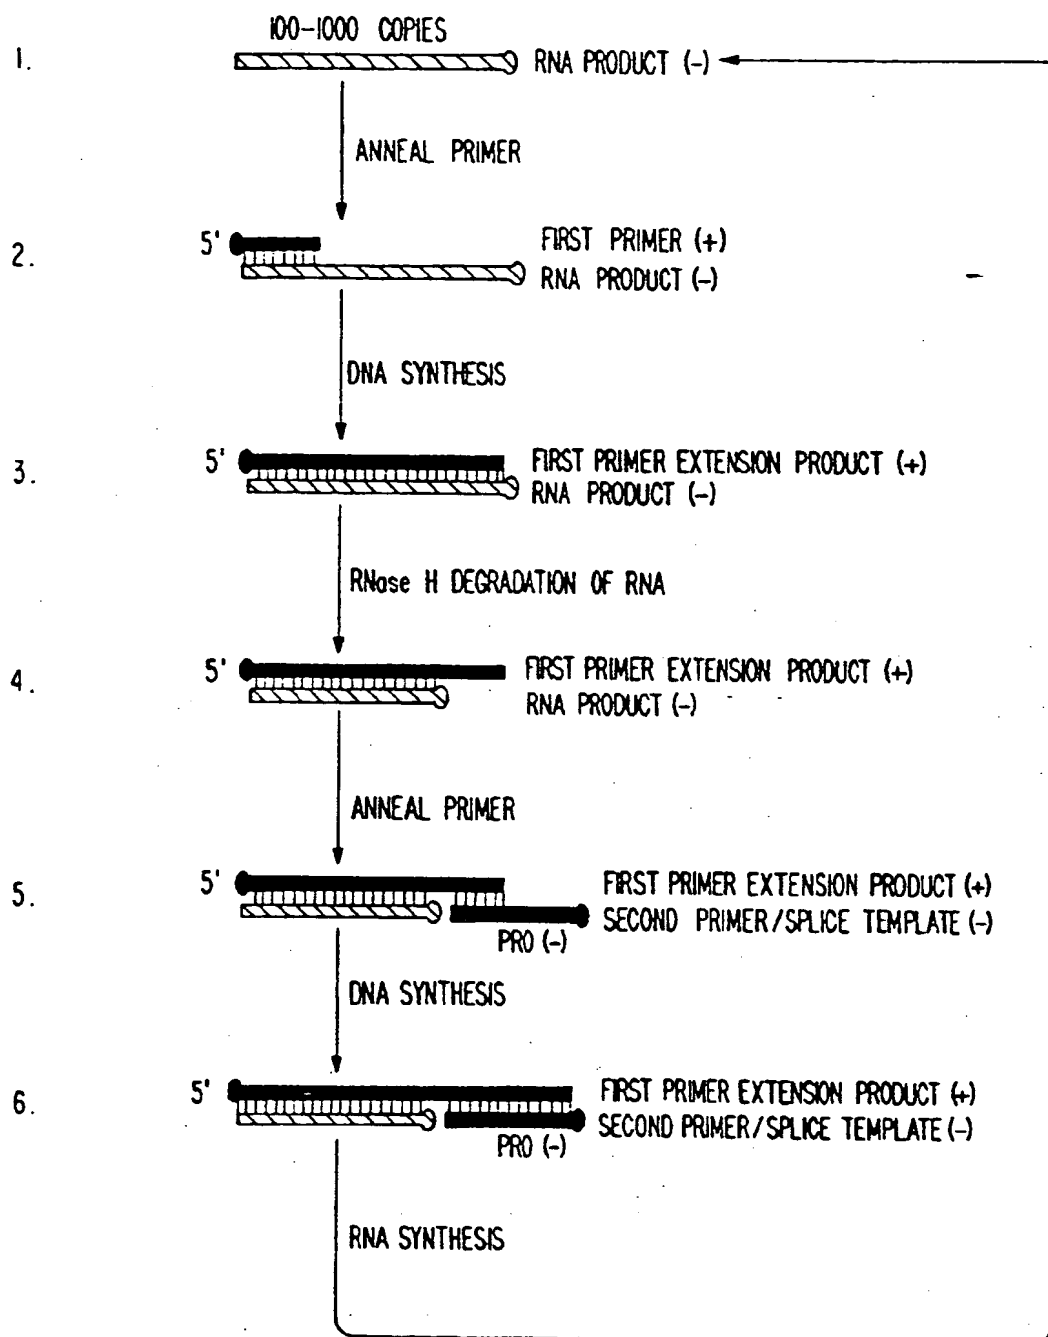 100-1000 COPIES
1.
RNA PRODUCT (-)
ANNEAL PRIMER
2.
5'
FIRST PRIMER (+)
RNA PRODUCT (-)
DNA SYNTHESIS
3.
5'
FIRST PRIMER EXTENSION PRODUCT (+)
RNA PRODUCT (-)
RNase H DEGRADATION OF RNA
4.
5'
FIRST PRIMER EXTENSION PRODUCT (+)
RNA PRODUCT (-)
ANNEAL PRIMER
5.
5'
FIRST PRIMER EXTENSION PRODUCT (+)
SECOND PRIMER/SPLICE TEMPLATE (-)
PRO (-)
DNA SYNTHESIS
6.
5'
FIRST PRIMER EXTENSION PRODUCT (+)
SECOND PRIMER/SPLICE TEMPLATE (-)
PRO (-)
RNA SYNTHESIS